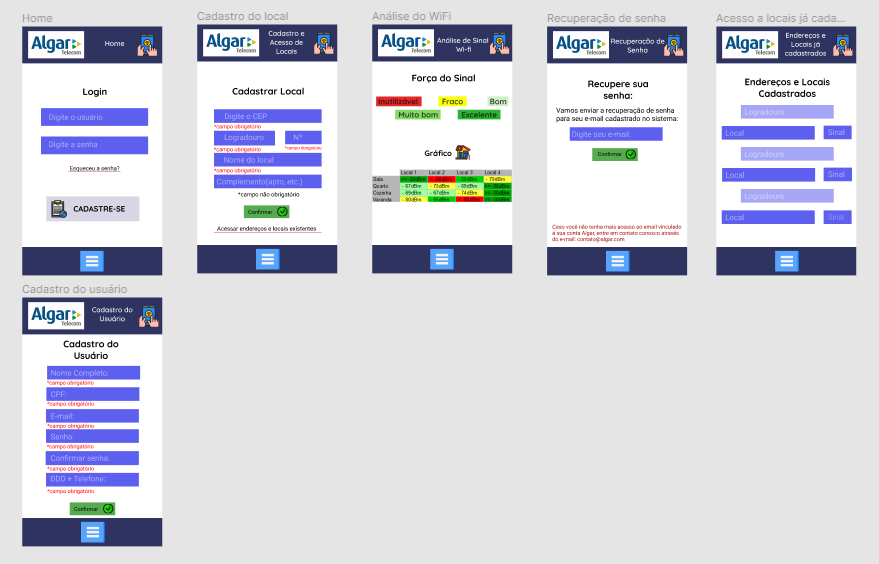 Home
Algar
Telecom
Home
Login
Digite o usuário
Digite a senha
Esqueceu a senha?
CADASTRE-SE
Cadastro do local
Algar
Telecom
Cadastro e
Acesso de
Locais
Cadastrar Local
Digite o CEP
*campo obrigatório
Logradouro
Nº
*campo obrigatório
*campo obrigatório
Nome do local
*campo obrigatório
Complemento(apto, etc.)
*campo não obrigatório
Confirmar
Acessar endereços e locais existentes
Análise do WiFi
Algar
Telecom
Análise de Sinal
Wi-fi
Força do Sinal
Inutilizável
Fraco
Bom
Muito bom
Excelente
Gráfico
Local 1
Local 2
Local 3
Local 4
Sala
- 79dBm
Quarto
- 67dBm
- 75dBm
- 65dBm
Cozinha
- 69dBm
- 67dBm
- 74dBm
Varanda
- 80dBm
Recuperação de senha
Algar
Telecom
Recuperação de
Senha
Recupere sua
senha:
Vamos enviar a recuperação de senha
para seu e-mail cadastrado no sistema:
Digite seu e-mail:
Confirmar
Caso você não tenha mais acesso ao email vinculado
à sua conta Algar, entre em contato conosco através
do e-mail: contato@algar.com
Acesso a locais já cada...
Algar
Telecom
Endereços e
Locais já
cadastrados
Endereços e Locais
Cadastrados
Logradouro
Local
Sinal
Logradouro
Local
Sinal
Logradouro
Local
Sinal
Cadastro do usuário
Algar
Telecom
Cadastro do
Usuário
Cadastro do
Usuário
Nome Completo:
*campo obrigatório
CPF:
*campo obrigatório
E-mail:
*campo obrigatório
Senha:
*campo obrigatório
Confirmar senha:
*campo obrigatório
DDD + Telefone:
*campo obrigatório
Confirmar